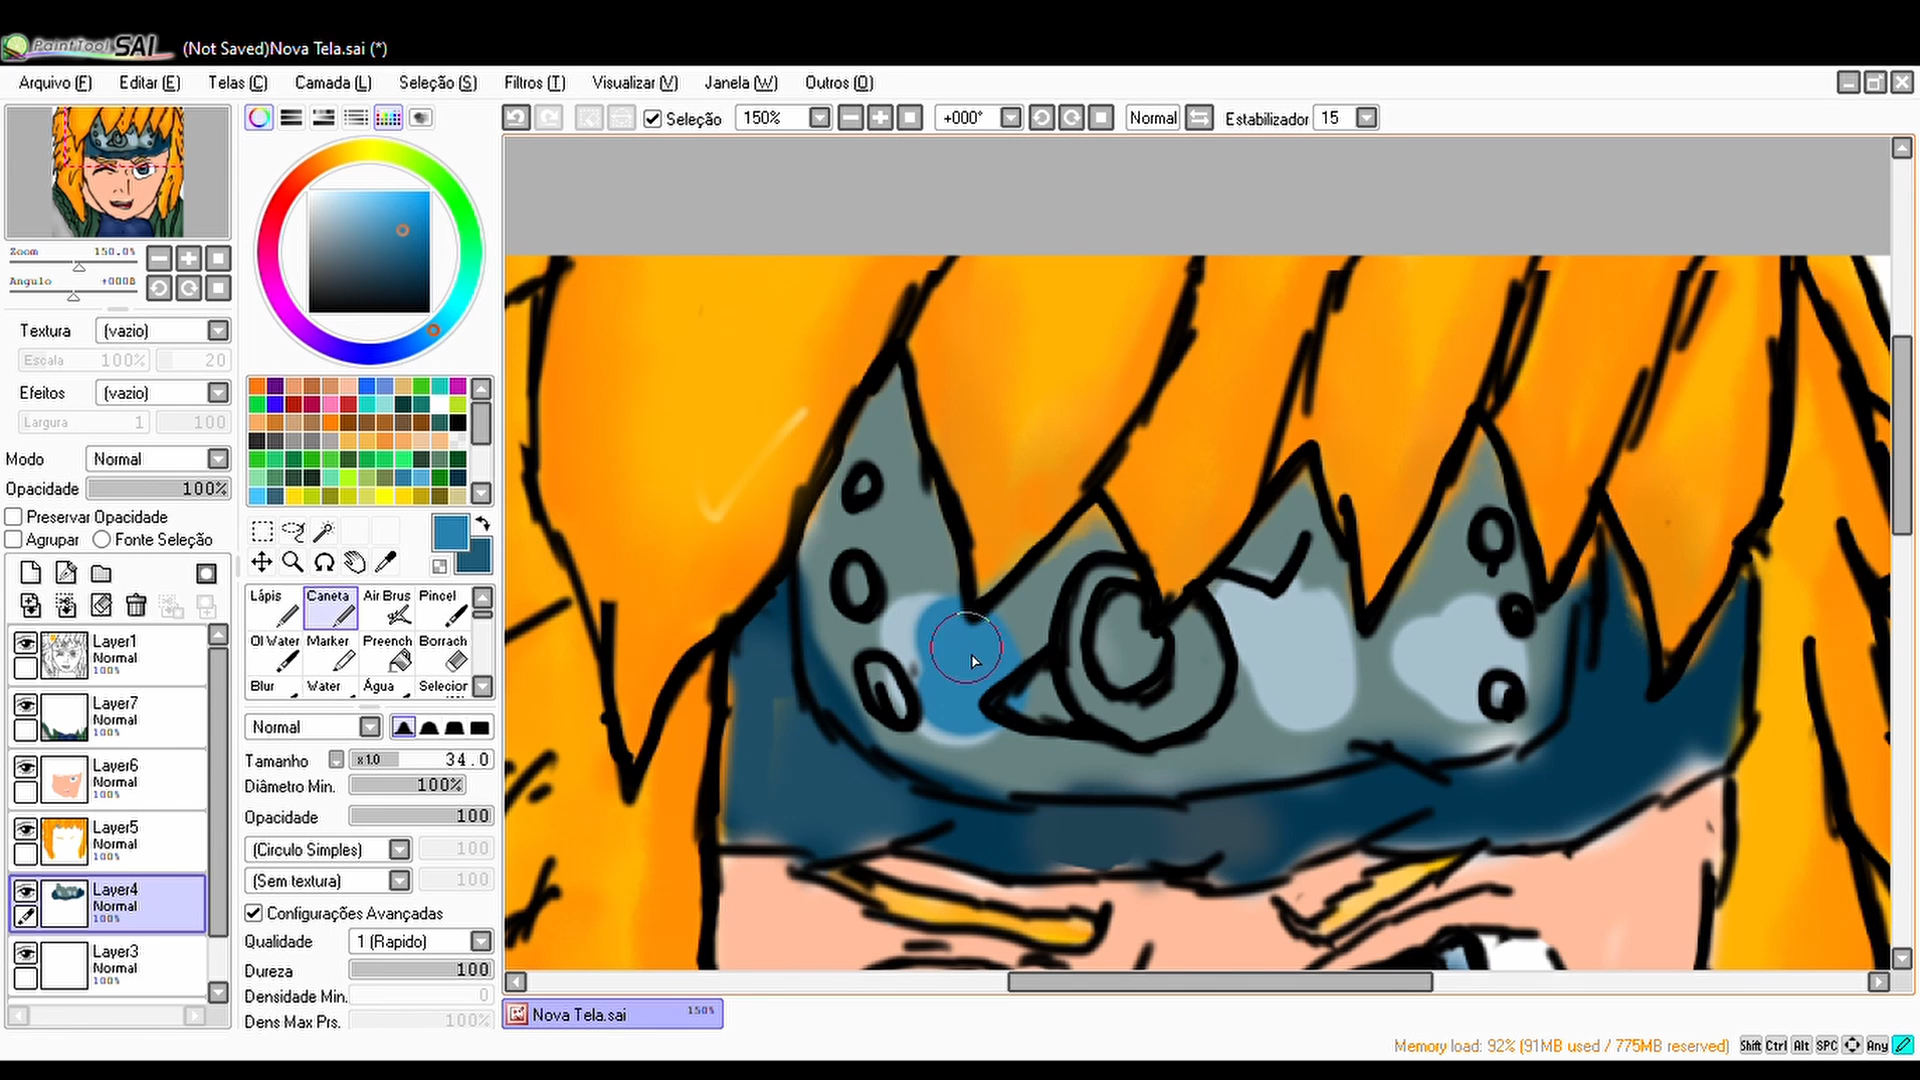 PaintTool SAI (Not Saved)Nova Tela.sai (*)
Arquivo (F) Editar (E) Telas (C) Camada (L) Seleção (S) Filtros (T) Visualizar (V) Janela (W) Outros (O)
Seleção 150% +000° Normal Estabilizador 15
Zoom 150.0%
Angulo +000B
Textura (vazio)
Escala 100% 20
Efeitos (vazio)
Largura 1 100
Modo Normal
Opacidade 100%
Preservar Opacidade
Agrupar Fonte Seleção
Layer1
Normal
100%
Layer7
Normal
100%
Layer6
Normal
100%
Layer5
Normal
100%
Layer4
Normal
100%
Layer3
Normal
100%
Lápis Caneta Air Brus Pincel
Ol Water Marker Preench Borrach
Blur Water Água Selecior
Normal
Tamanho x1.0 34.0
Diâmetro Min. 100%
Opacidade 100
(Circulo Simples) 100
(Sem textura) 100
Configurações Avançadas
Qualidade 1 (Rapido)
Dureza 100
Densidade Min. 0
Dens Max Prs. 100%
Nova Tela.sai 150%
Memory load: 92% (91MB used / 775MB reserved) Shift Ctrl Alt SPC Any